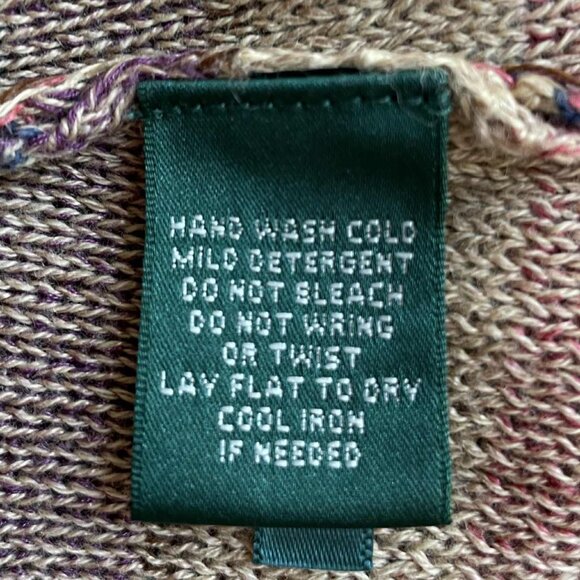 HAND WASH COLD
MILD DETERGENT
DO NOT BLEACH
DO NOT WRING
OR TWIST
LAY FLAT TO DRY
COOL IRON
IF NEEDED